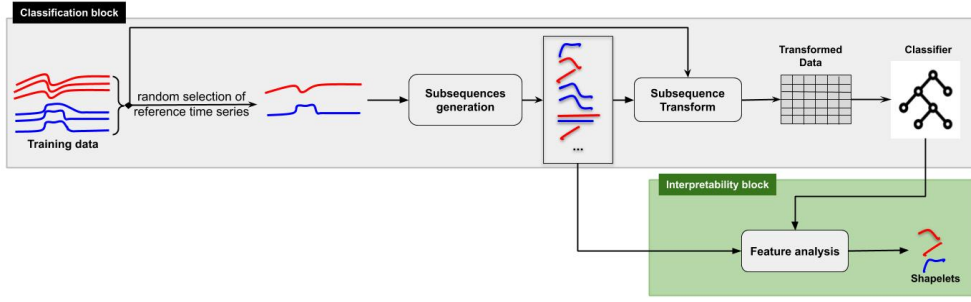 Classification block
Training data
random selection of
reference time series
Subsequences
generation
...
Subsequence
Transform
Transformed
Data
Classifier
Interpretability block
Feature analysis
Shapelets